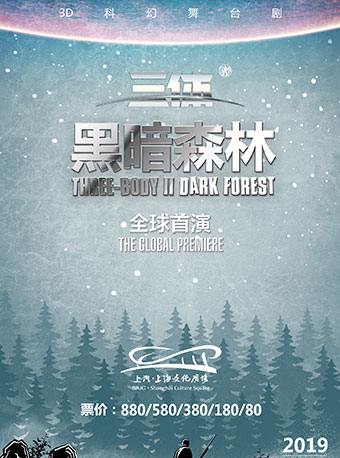 3D科幻舞台剧
三体
黑暗森林
THREE-BODY II DARK FOREST
全球首演
THE GLOBAL PREMIERE
上汽·上海文化广场
SAIC·Shanghai Culture Square
票价：880/580/380/180/80
2019